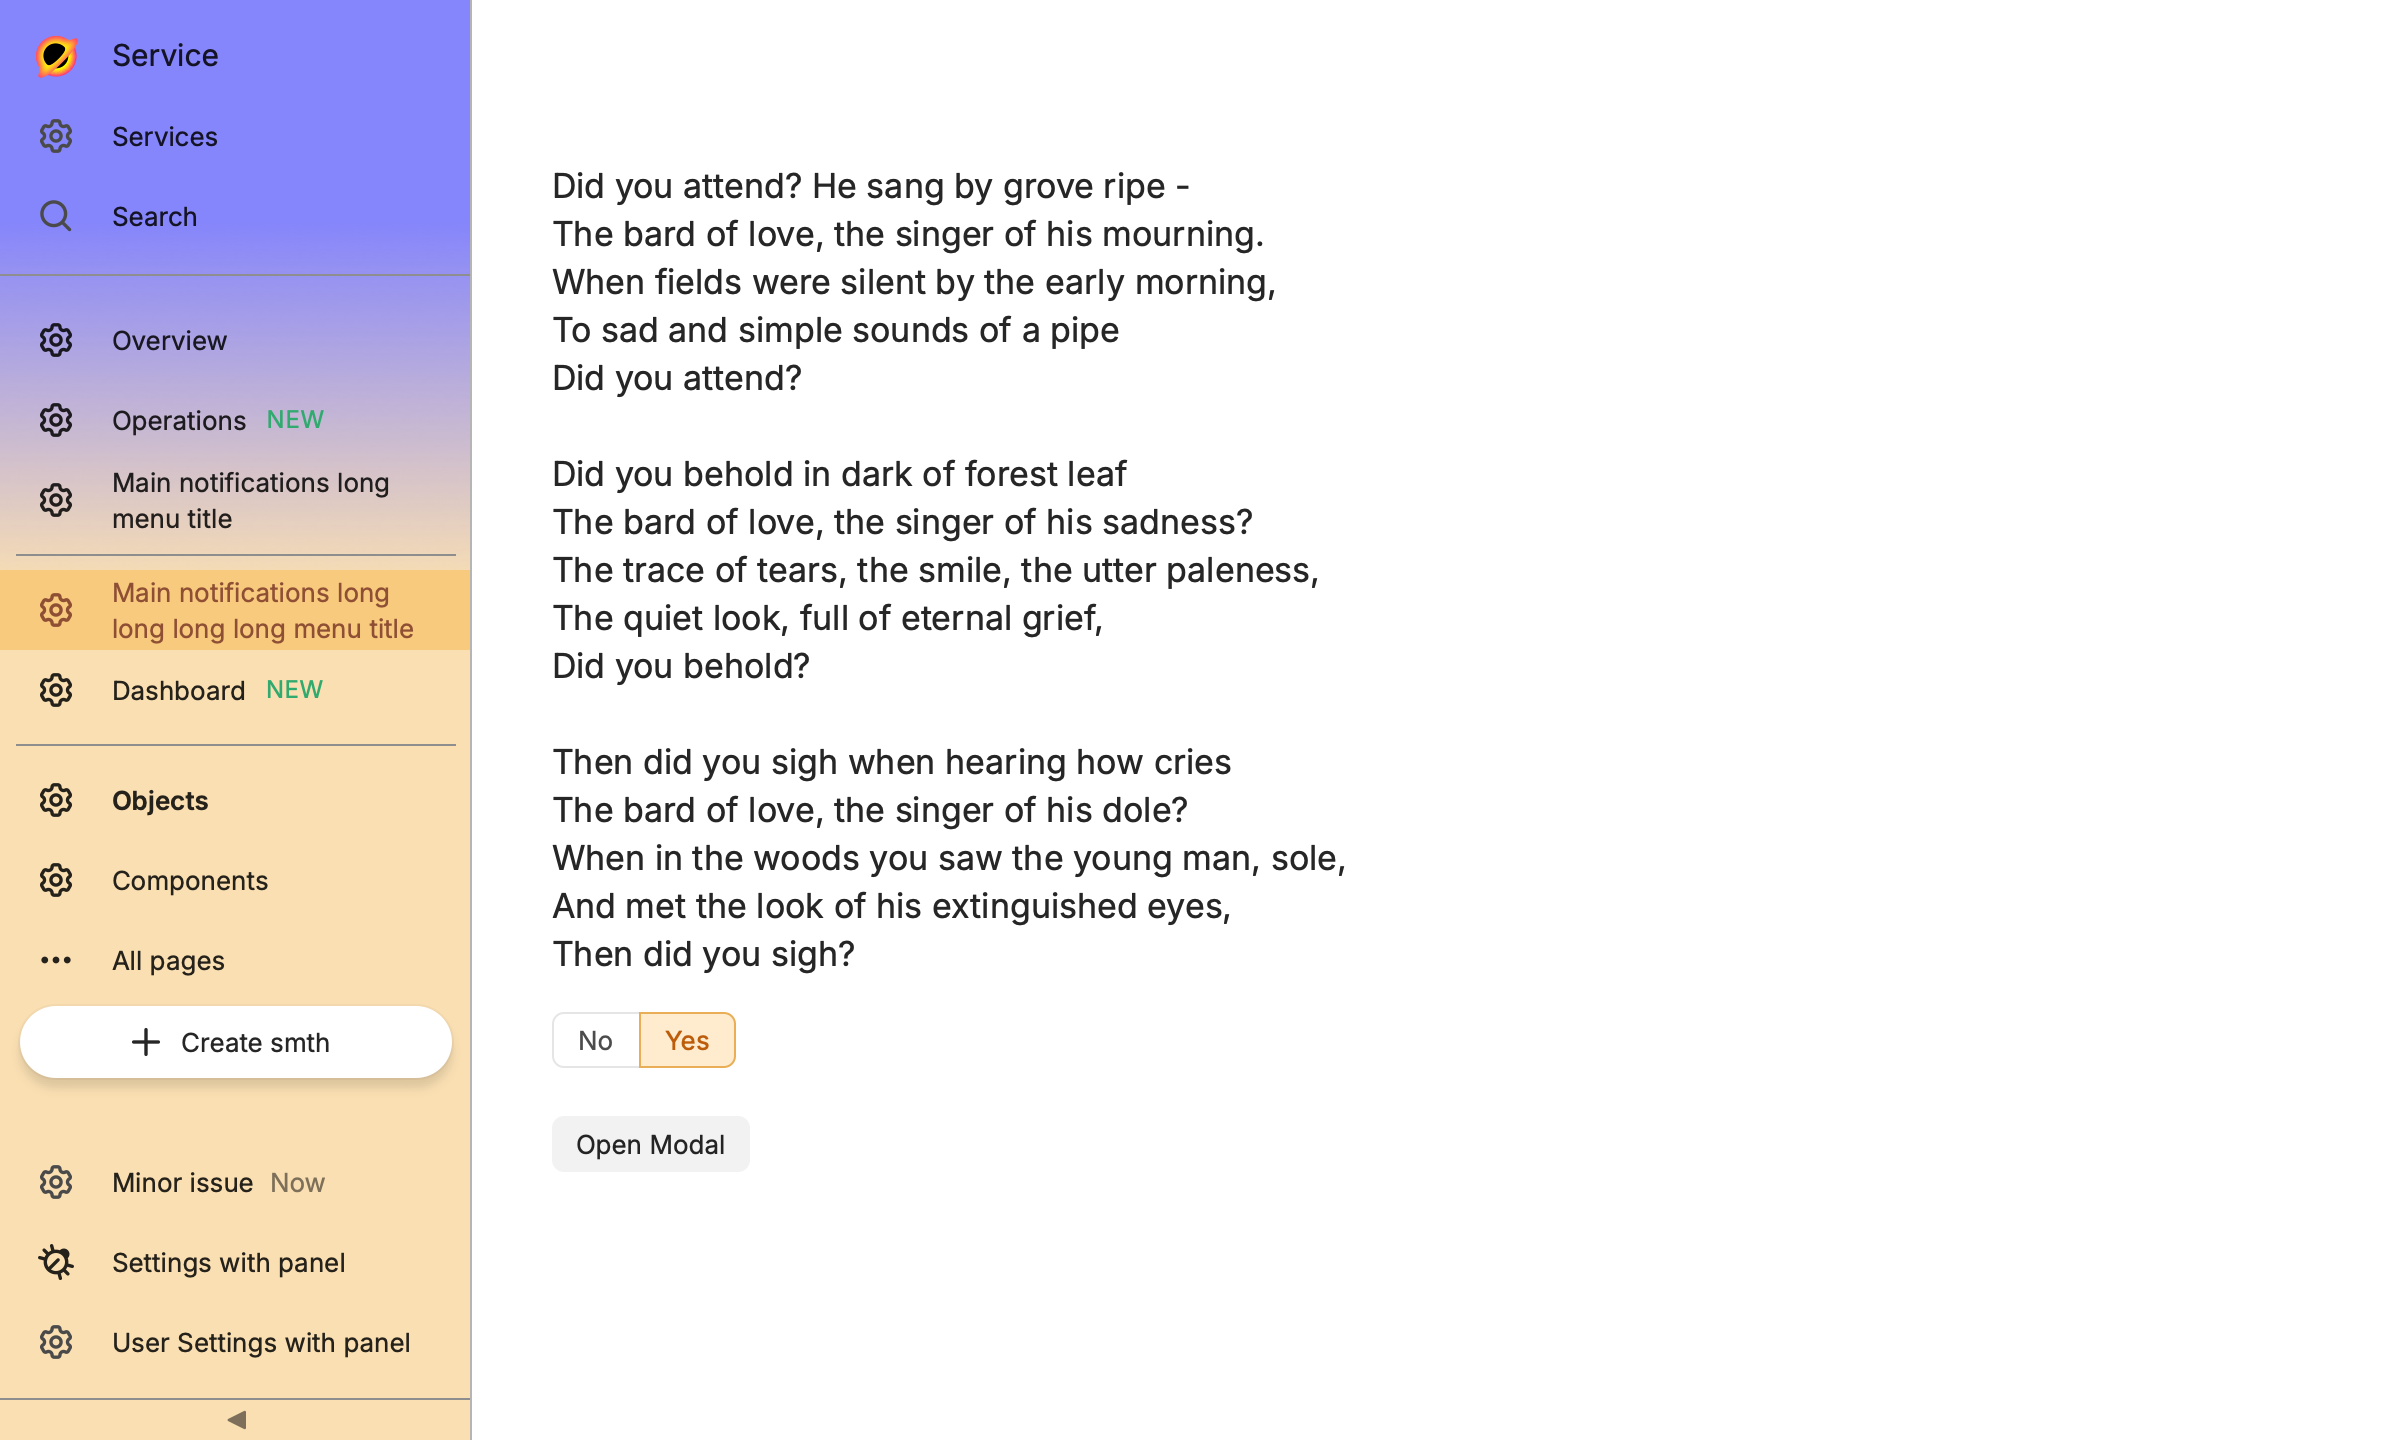 Service
Services
Search
Overview
Operations NEW
Main notifications long
menu title
Main notifications long
long long long menu title
Dashboard NEW
Objects
Components
All pages
Create smth
Minor issue Now
Settings with panel
User Settings with panel
Did you attend? He sang by grove ripe -
The bard of love, the singer of his mourning.
When fields were silent by the early morning,
To sad and simple sounds of a pipe
Did you attend?
Did you behold in dark of forest leaf
The bard of love, the singer of his sadness?
The trace of tears, the smile, the utter paleness,
The quiet look, full of eternal grief,
Did you behold?
Then did you sigh when hearing how cries
The bard of love, the singer of his dole?
When in the woods you saw the young man, sole,
And met the look of his extinguished eyes,
Then did you sigh?
No Yes
Open Modal